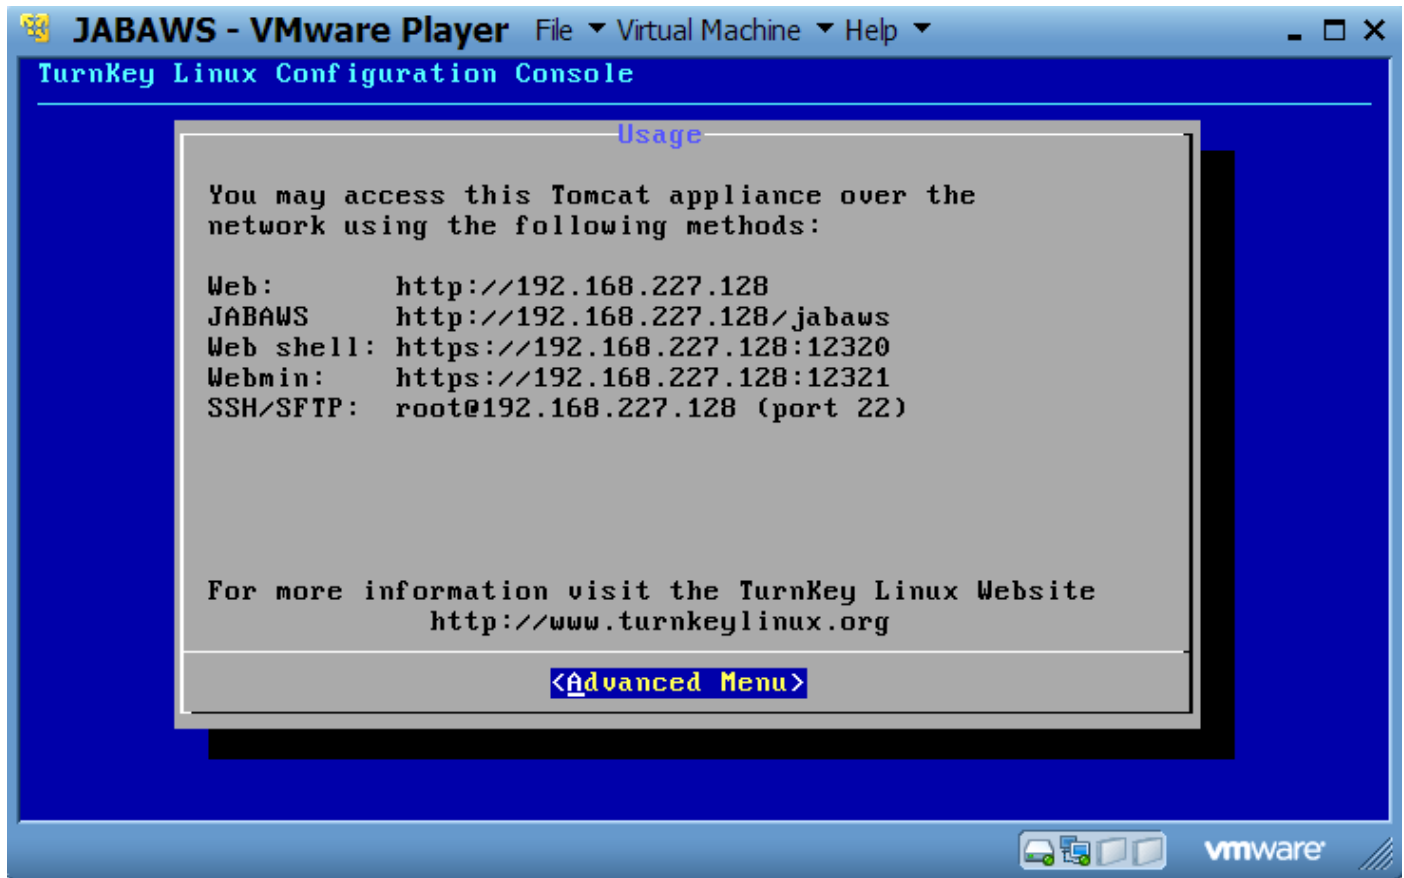 JABAWS - VMware Player File Virtual Machine Help
TurnKey Linux Configuration Console
Usage
You may access this Tomcat appliance over the
network using the following methods:
Web: http://192.168.227.128
JABAWS http://192.168.227.128/jabaws
Web shell: https://192.168.227.128:12320
Webmin: https://192.168.227.128:12321
SSH/SFTP: root@192.168.227.128 (port 22)
For more information visit the TurnKey Linux Website
http://www.turnkeylinux.org
<Advanced Menu>
vmware